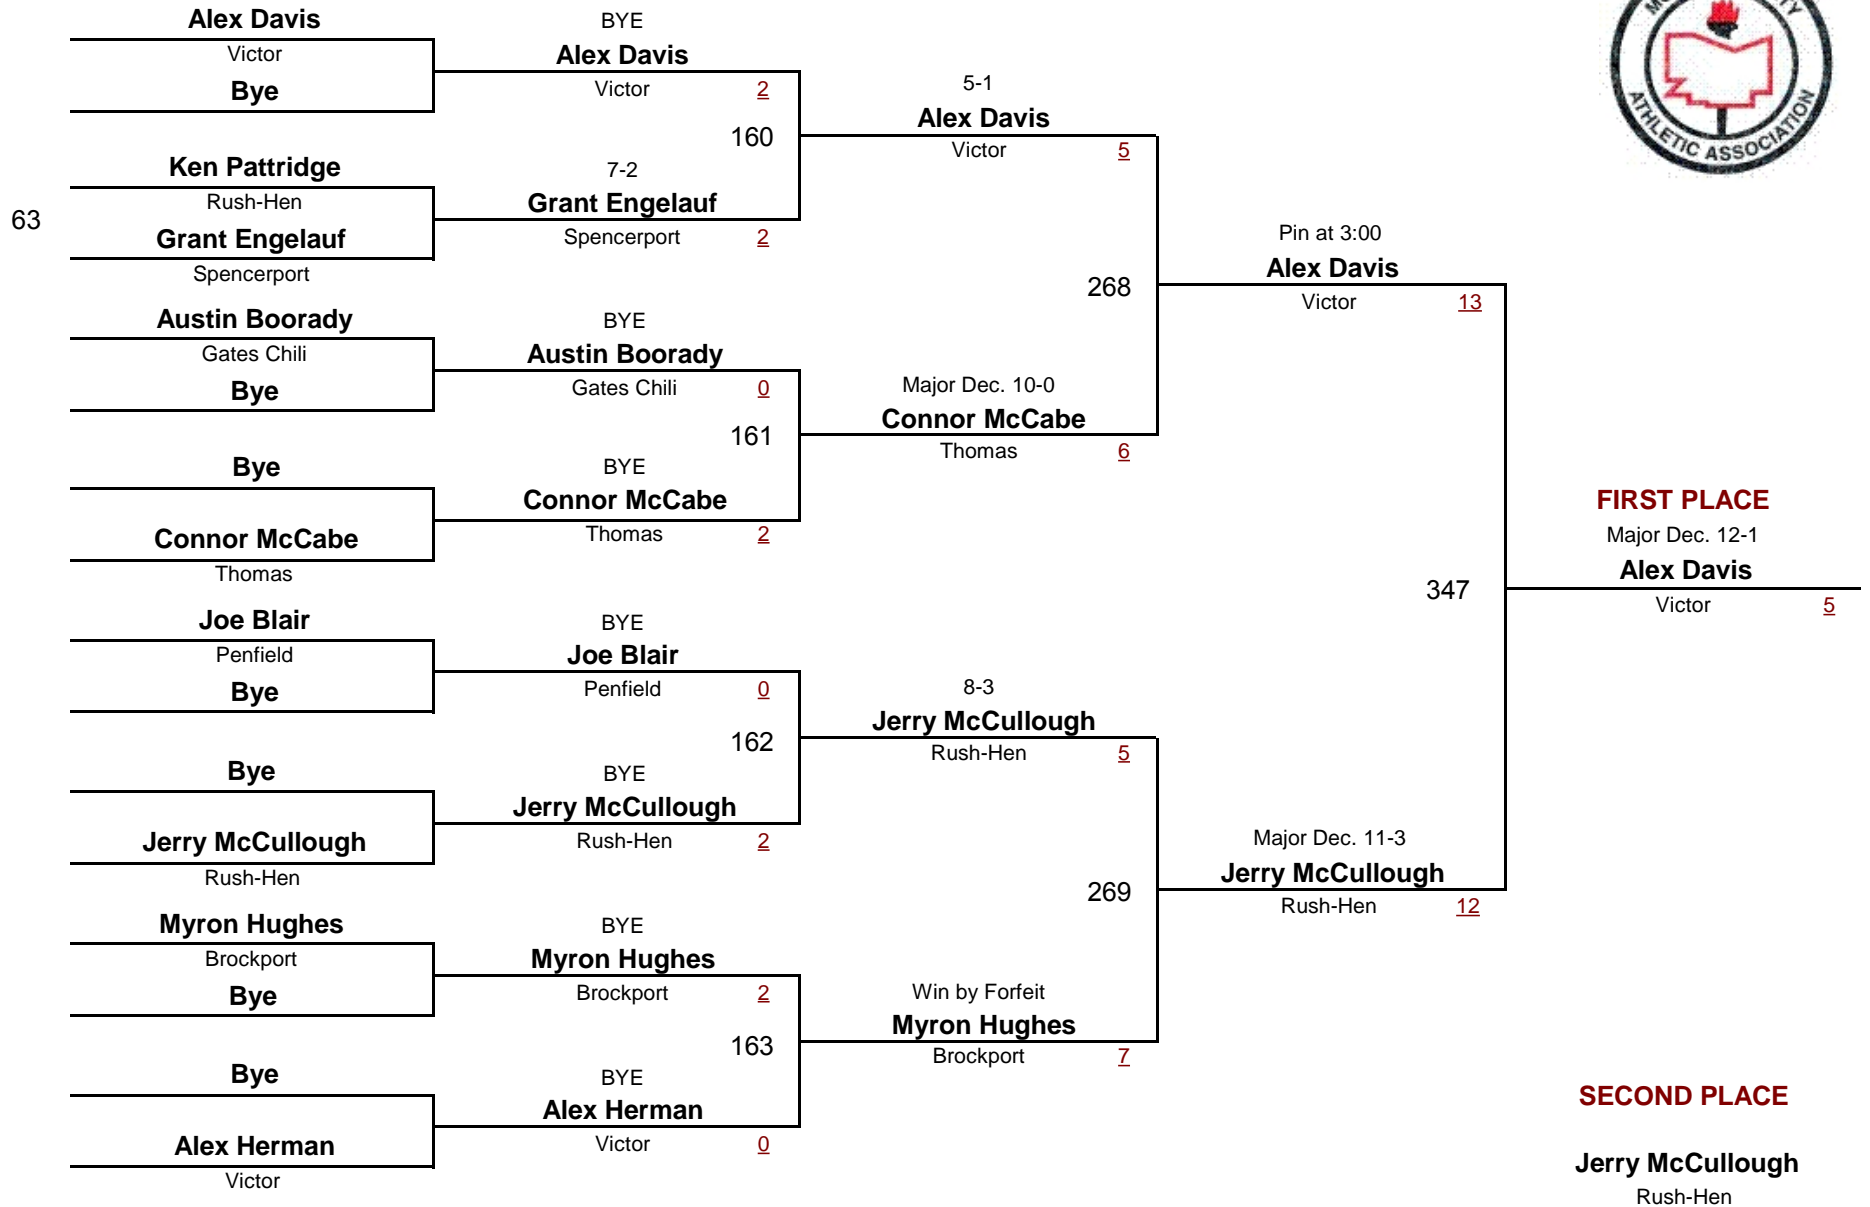 Alex Davis
Victor
Bye
Ken Pattridge
Rush-Hen
63
Grant Engelauf
Spencerport
Austin Boorady
Gates Chili
Bye
Bye
Connor McCabe
Thomas
Joe Blair
Penfield
Bye
Bye
Jerry McCullough
Rush-Hen
Myron Hughes
Brockport
Bye
Bye
Alex Herman
Victor
BYE
Alex Davis
Victor 2
160
7-2
Grant Engelauf
Spencerport 2
BYE
Austin Boorady
Gates Chili 0
161
BYE
Connor McCabe
Thomas 2
BYE
Joe Blair
Penfield 0
162
BYE
Jerry McCullough
Rush-Hen 2
BYE
Myron Hughes
Brockport 2
163
BYE
Alex Herman
Victor 0
5-1
Alex Davis
Victor 5
268
Major Dec. 10-0
Connor McCabe
Thomas 6
8-3
Jerry McCullough
Rush-Hen 5
269
Win by Forfeit
Myron Hughes
Brockport 7
Pin at 3:00
Alex Davis
Victor 13
347
Major Dec. 11-3
Jerry McCullough
Rush-Hen 12
ATHLETIC ASSOCIATION
FIRST PLACE
Major Dec. 12-1
Alex Davis
Victor 5
SECOND PLACE
Jerry McCullough
Rush-Hen